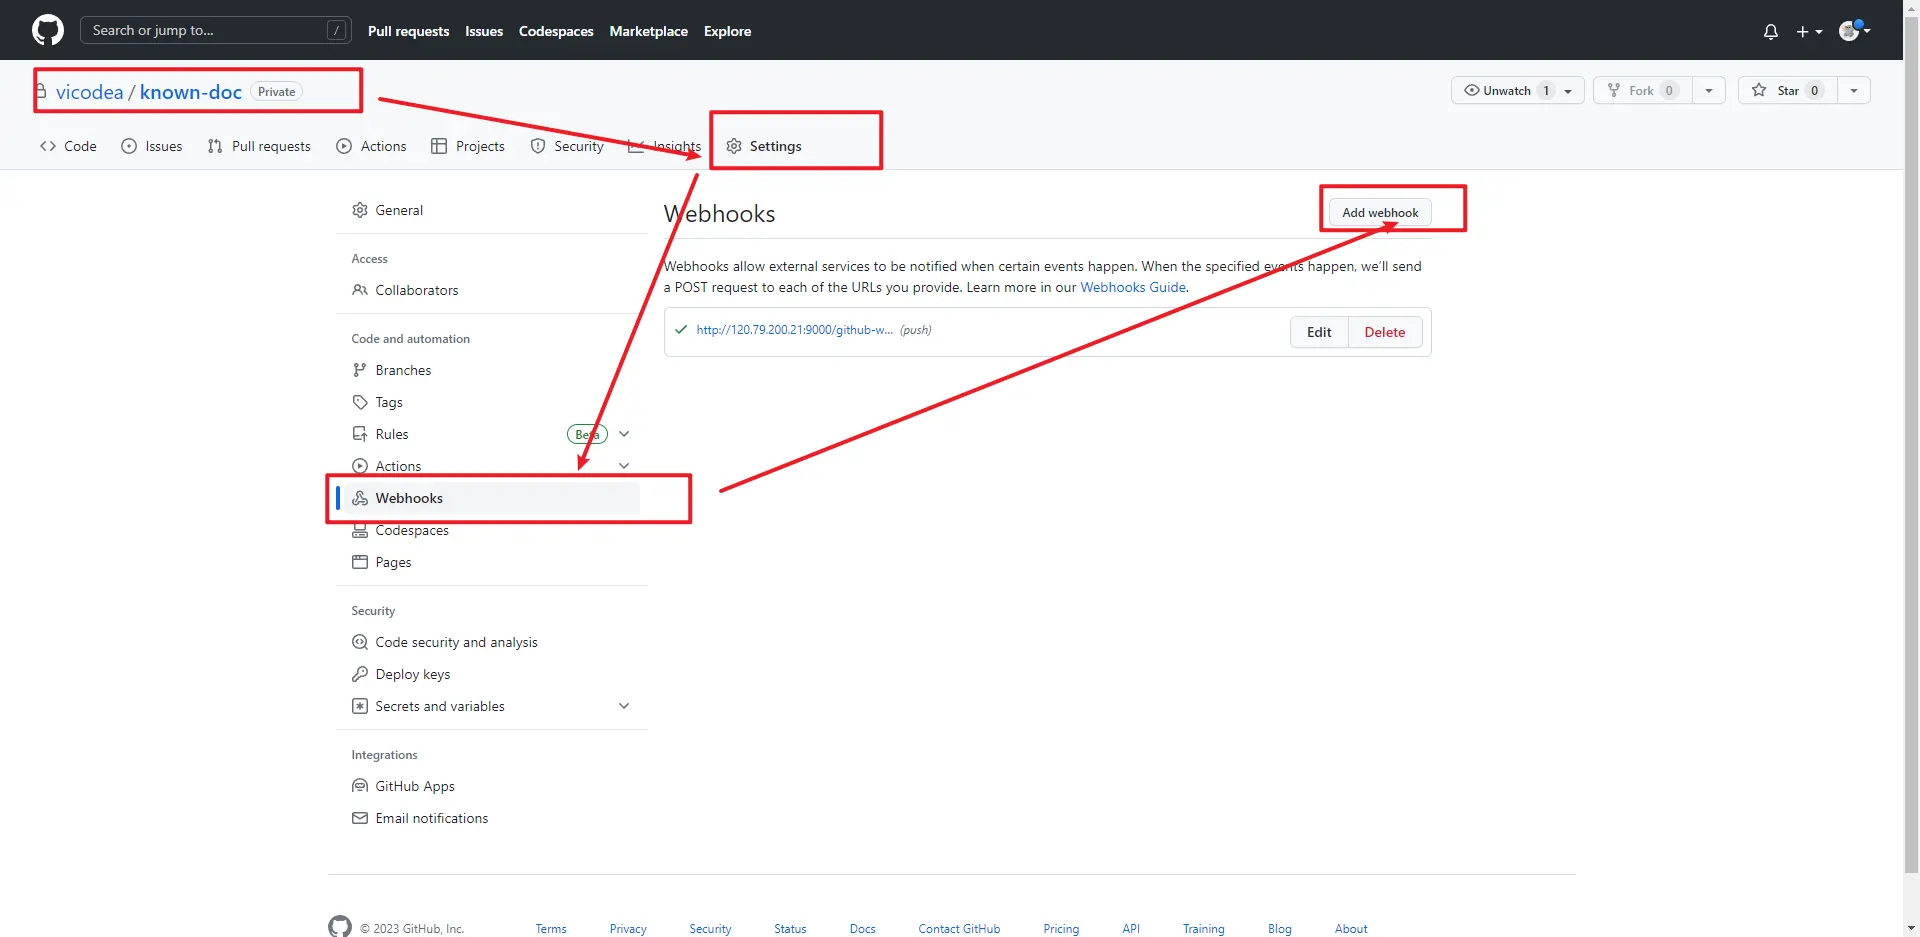 Search or jump to... /
Pull requests Issues Codespaces Marketplace Explore
vicodea / known-doc Private
Unwatch 1 Fork 0 Star 0
Code Issues Pull requests Actions Projects Security Insights Settings
General
Access
Collaborators
Code and automation
Branches
Tags
Rules Beta
Actions
Webhooks
Codespaces
Pages
Security
Code security and analysis
Deploy keys
Secrets and variables
Integrations
GitHub Apps
Email notifications
Webhooks
Add webhook
Webhooks allow external services to be notified when certain events happen. When the specified events happen, we’ll send
a POST request to each of the URLs you provide. Learn more in our Webhooks Guide.
http://120.79.200.21:9000/github-w... (push)
Edit Delete
© 2023 GitHub, Inc. Terms Privacy Security Status Docs Contact GitHub Pricing API Training Blog About